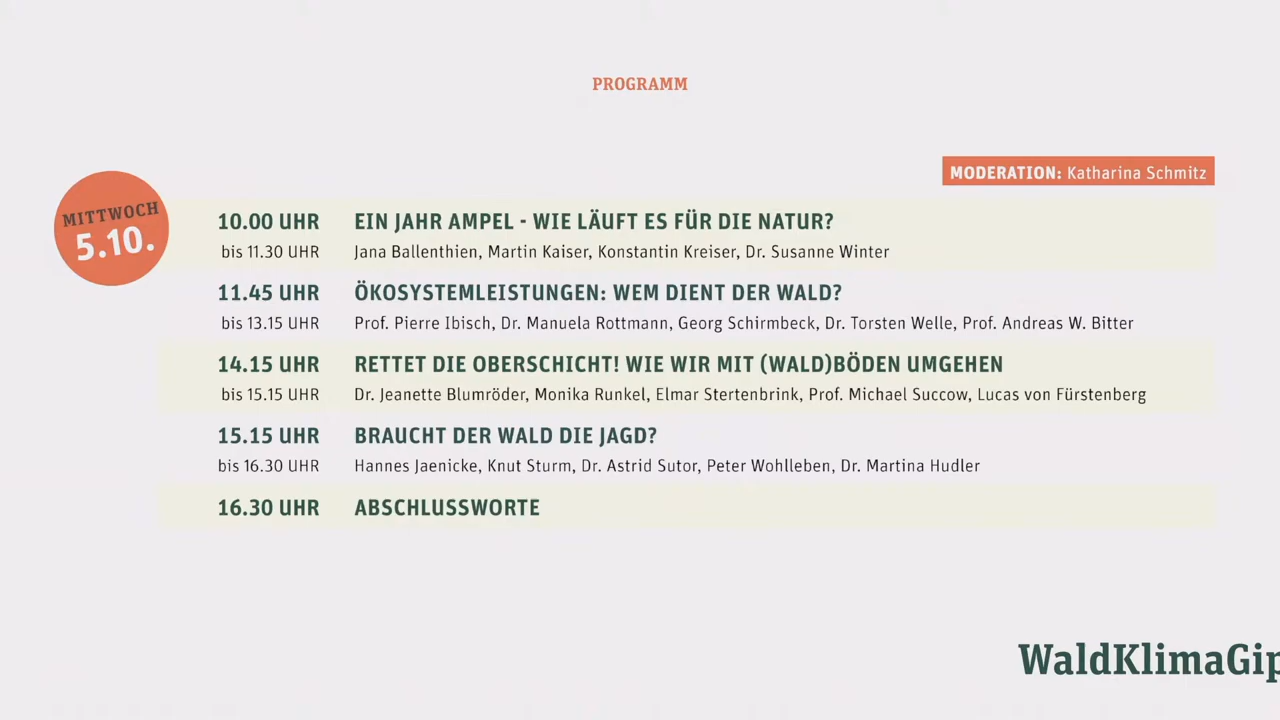 PROGRAMM
MODERATION: Katharina Schmitz
MITTWOCH
5.10.
10.00 UHR EIN JAHR AMPEL - WIE LÄUFT ES FÜR DIE NATUR?
bis 11.30 UHR Jana Ballenthien, Martin Kaiser, Konstantin Kreiser, Dr. Susanne Winter
11.45 UHR ÖKOSYSTEMLEISTUNGEN: WEM DIENT DER WALD?
bis 13.15 UHR Prof. Pierre Ibisch, Dr. Manuela Rottmann, Georg Schirmbeck, Dr. Torsten Welle, Prof. Andreas W. Bitter
14.15 UHR RETTET DIE OBERSCHICHT! WIE WIR MIT (WALD)BÖDEN UMGEHEN
bis 15.15 UHR Dr. Jeanette Blumröder, Monika Runkel, Elmar Stertenbrink, Prof. Michael Succow, Lucas von Fürstenberg
15.15 UHR BRAUCHT DER WALD DIE JAGD?
bis 16.30 UHR Hannes Jaenicke, Knut Sturm, Dr. Astrid Sutor, Peter Wohlleben, Dr. Martina Hudler
16.30 UHR ABSCHLUSSWORTE
WaldKlimaGip